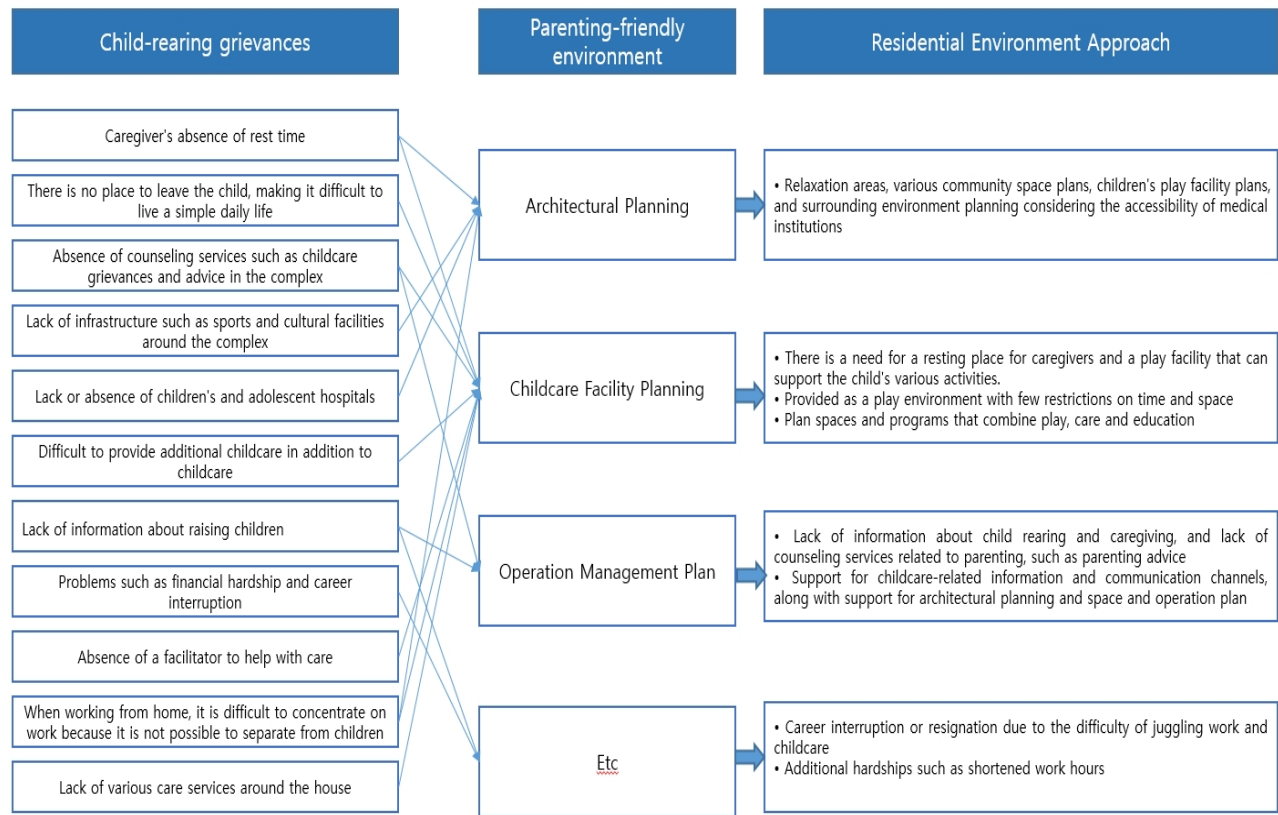 Child-rearing grievances
Parenting-friendly
environment
Residential Environment Approach
Caregiver's absence of rest time
There is no place to leave the child, making it difficult to
live a simple daily life
Absence of counseling services such as childcare
grievances and advice in the complex
Lack of infrastructure such as sports and cultural facilities
around the complex
Lack or absence of children's and adolescent hospitals
Difficult to provide additional childcare in addition to
childcare
Lack of information about raising children
Problems such as financial hardship and career
interruption
Absence of a facilitator to help with care
When working from home, it is difficult to concentrate on
work because it is not possible to separate from children
Lack of various care services around the house
Architectural Planning
Childcare Facility Planning
Operation Management Plan
Etc
• Relaxation areas, various community space plans, children's play facility plans,
and surrounding environment planning considering the accessibility of medical
institutions
• There is a need for a resting place for caregivers and a play facility that can
support the child's various activities.
• Provided as a play environment with few restrictions on time and space
• Plan spaces and programs that combine play, care and education
• Lack of information about child rearing and caregiving, and lack of
counseling services related to parenting, such as parenting advice
• Support for childcare-related information and communication channels,
along with support for architectural planning and space and operation plan
• Career interruption or resignation due to the difficulty of juggling work and
childcare
• Additional hardships such as shortened work hours